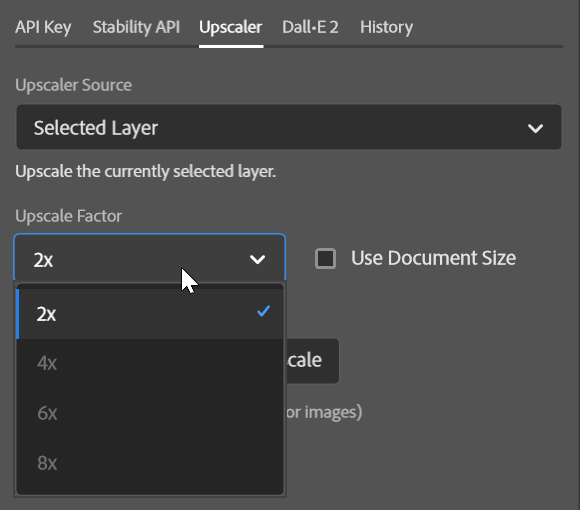 API Key Stability API Upscaler Dall•E 2 History
Upscaler Source
Selected Layer
Upscale the currently selected layer.
Upscale Factor
2x Use Document Size
2x
4x
cale
6x
or images)
8x